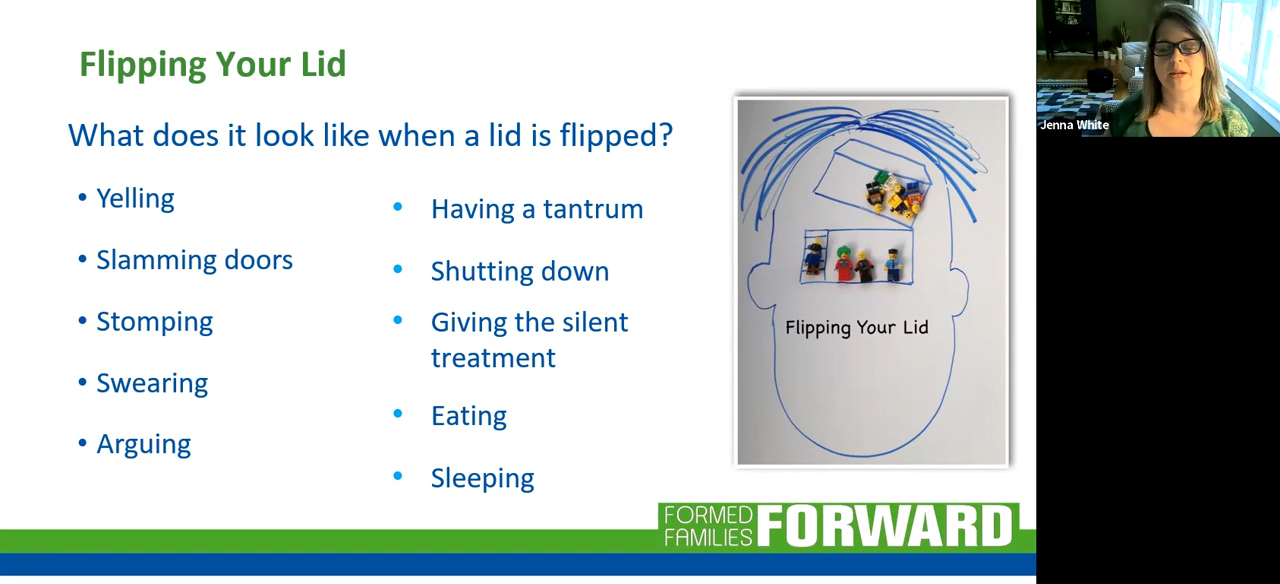 Flipping Your Lid
What does it look like when a lid is flipped?
• Yelling
• Slamming doors
• Stomping
• Swearing
• Arguing
• Having a tantrum
• Shutting down
• Giving the silent
treatment
• Eating
• Sleeping
Flipping Your Lid
FORMED
FAMILIES
FORWARD
Jenna White